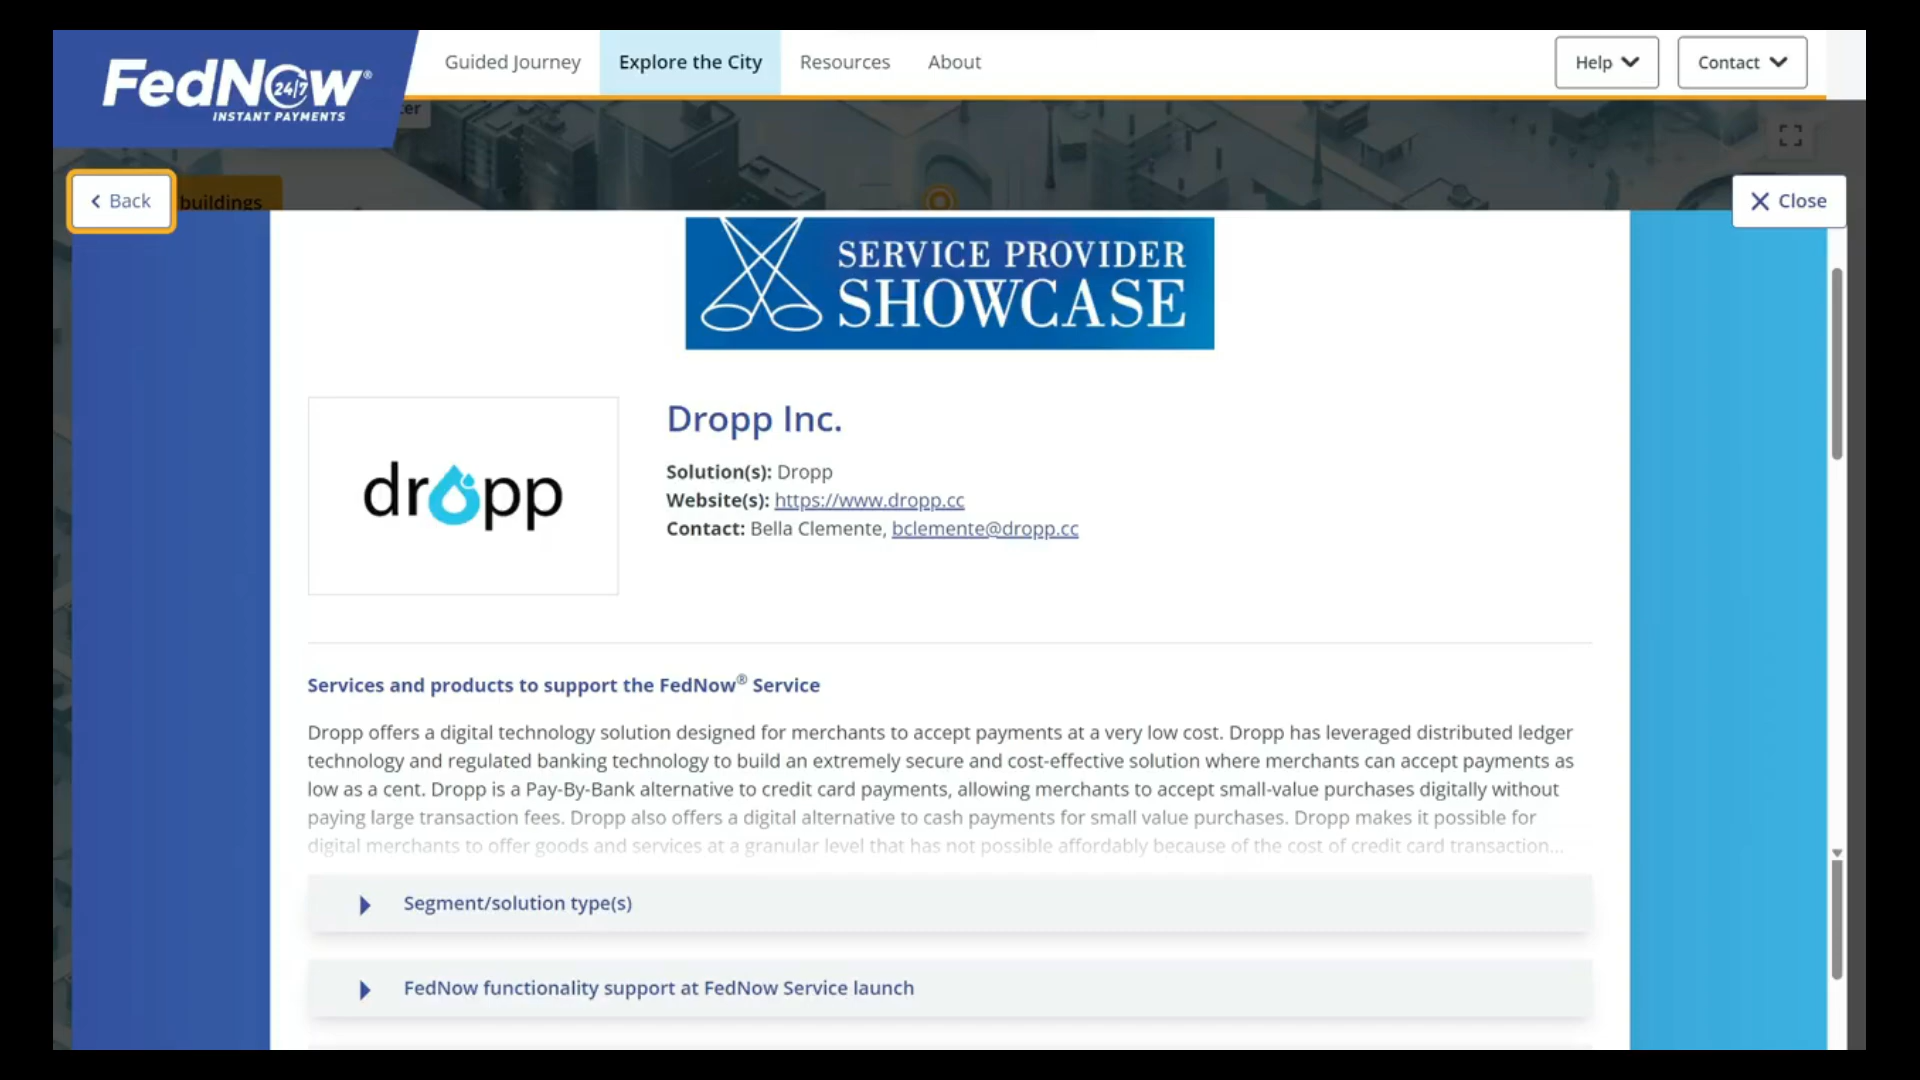 FedNow®
24/7
INSTANT PAYMENTS
Guided Journey
Explore the City
Resources
About
Help
Contact
Back
buildings
Close
SERVICE PROVIDER
SHOWCASE
dropp
Dropp Inc.
Solution(s): Dropp
Website(s): https://www.dropp.cc
Contact: Bella Clemente, bclemente@dropp.cc
Services and products to support the FedNow® Service
Dropp offers a digital technology solution designed for merchants to accept payments at a very low cost. Dropp has leveraged distributed ledger
technology and regulated banking technology to build an extremely secure and cost-effective solution where merchants can accept payments as
low as a cent. Dropp is a Pay-By-Bank alternative to credit card payments, allowing merchants to accept small-value purchases digitally without
paying large transaction fees. Dropp also offers a digital alternative to cash payments for small value purchases. Dropp makes it possible for
digital merchants to offer goods and services at a granular level that has not possible affordably because of the cost of credit card transaction...
Segment/solution type(s)
FedNow functionality support at FedNow Service launch